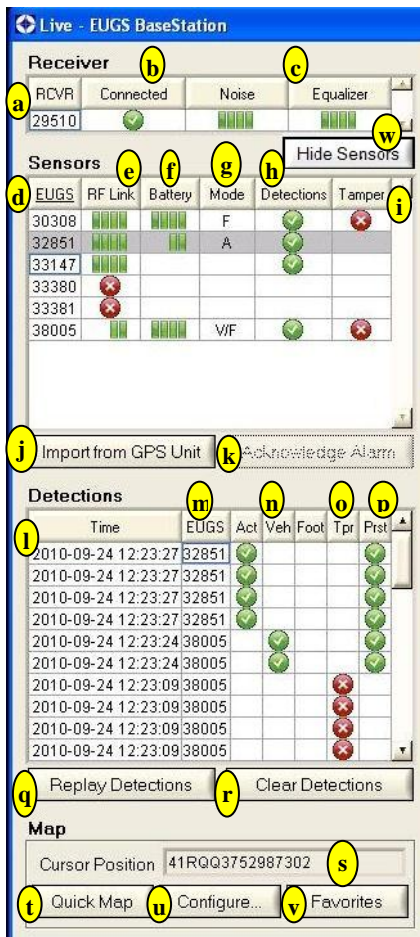 Live - EUGS BaseStation
Receiver
b c
a RCVR Connected Noise Equalizer
29510
w
Hide Sensors
Sensors
e f g h
d EUGS RF Link Battery Mode Detections Tamper i
30308 F
32851 A
33147
33380
33381
38005 V/F
j Import from GPS Unit k Acknowledge Alarm
Detections
m n o p
l Time EUGS Act Veh Foot Tpr Prst
2010-09-24 12:23:27 32851
2010-09-24 12:23:27 32851
2010-09-24 12:23:27 32851
2010-09-24 12:23:27 32851
2010-09-24 12:23:24 38005
2010-09-24 12:23:24 38005
2010-09-24 12:23:09 38005
2010-09-24 12:23:09 38005
2010-09-24 12:23:09 38005
2010-09-24 12:23:09 38005
q Replay Detections r Clear Detections
Map
Cursor Position 41RQQ3752987302 s
t Quick Map u Configure... v Favorites